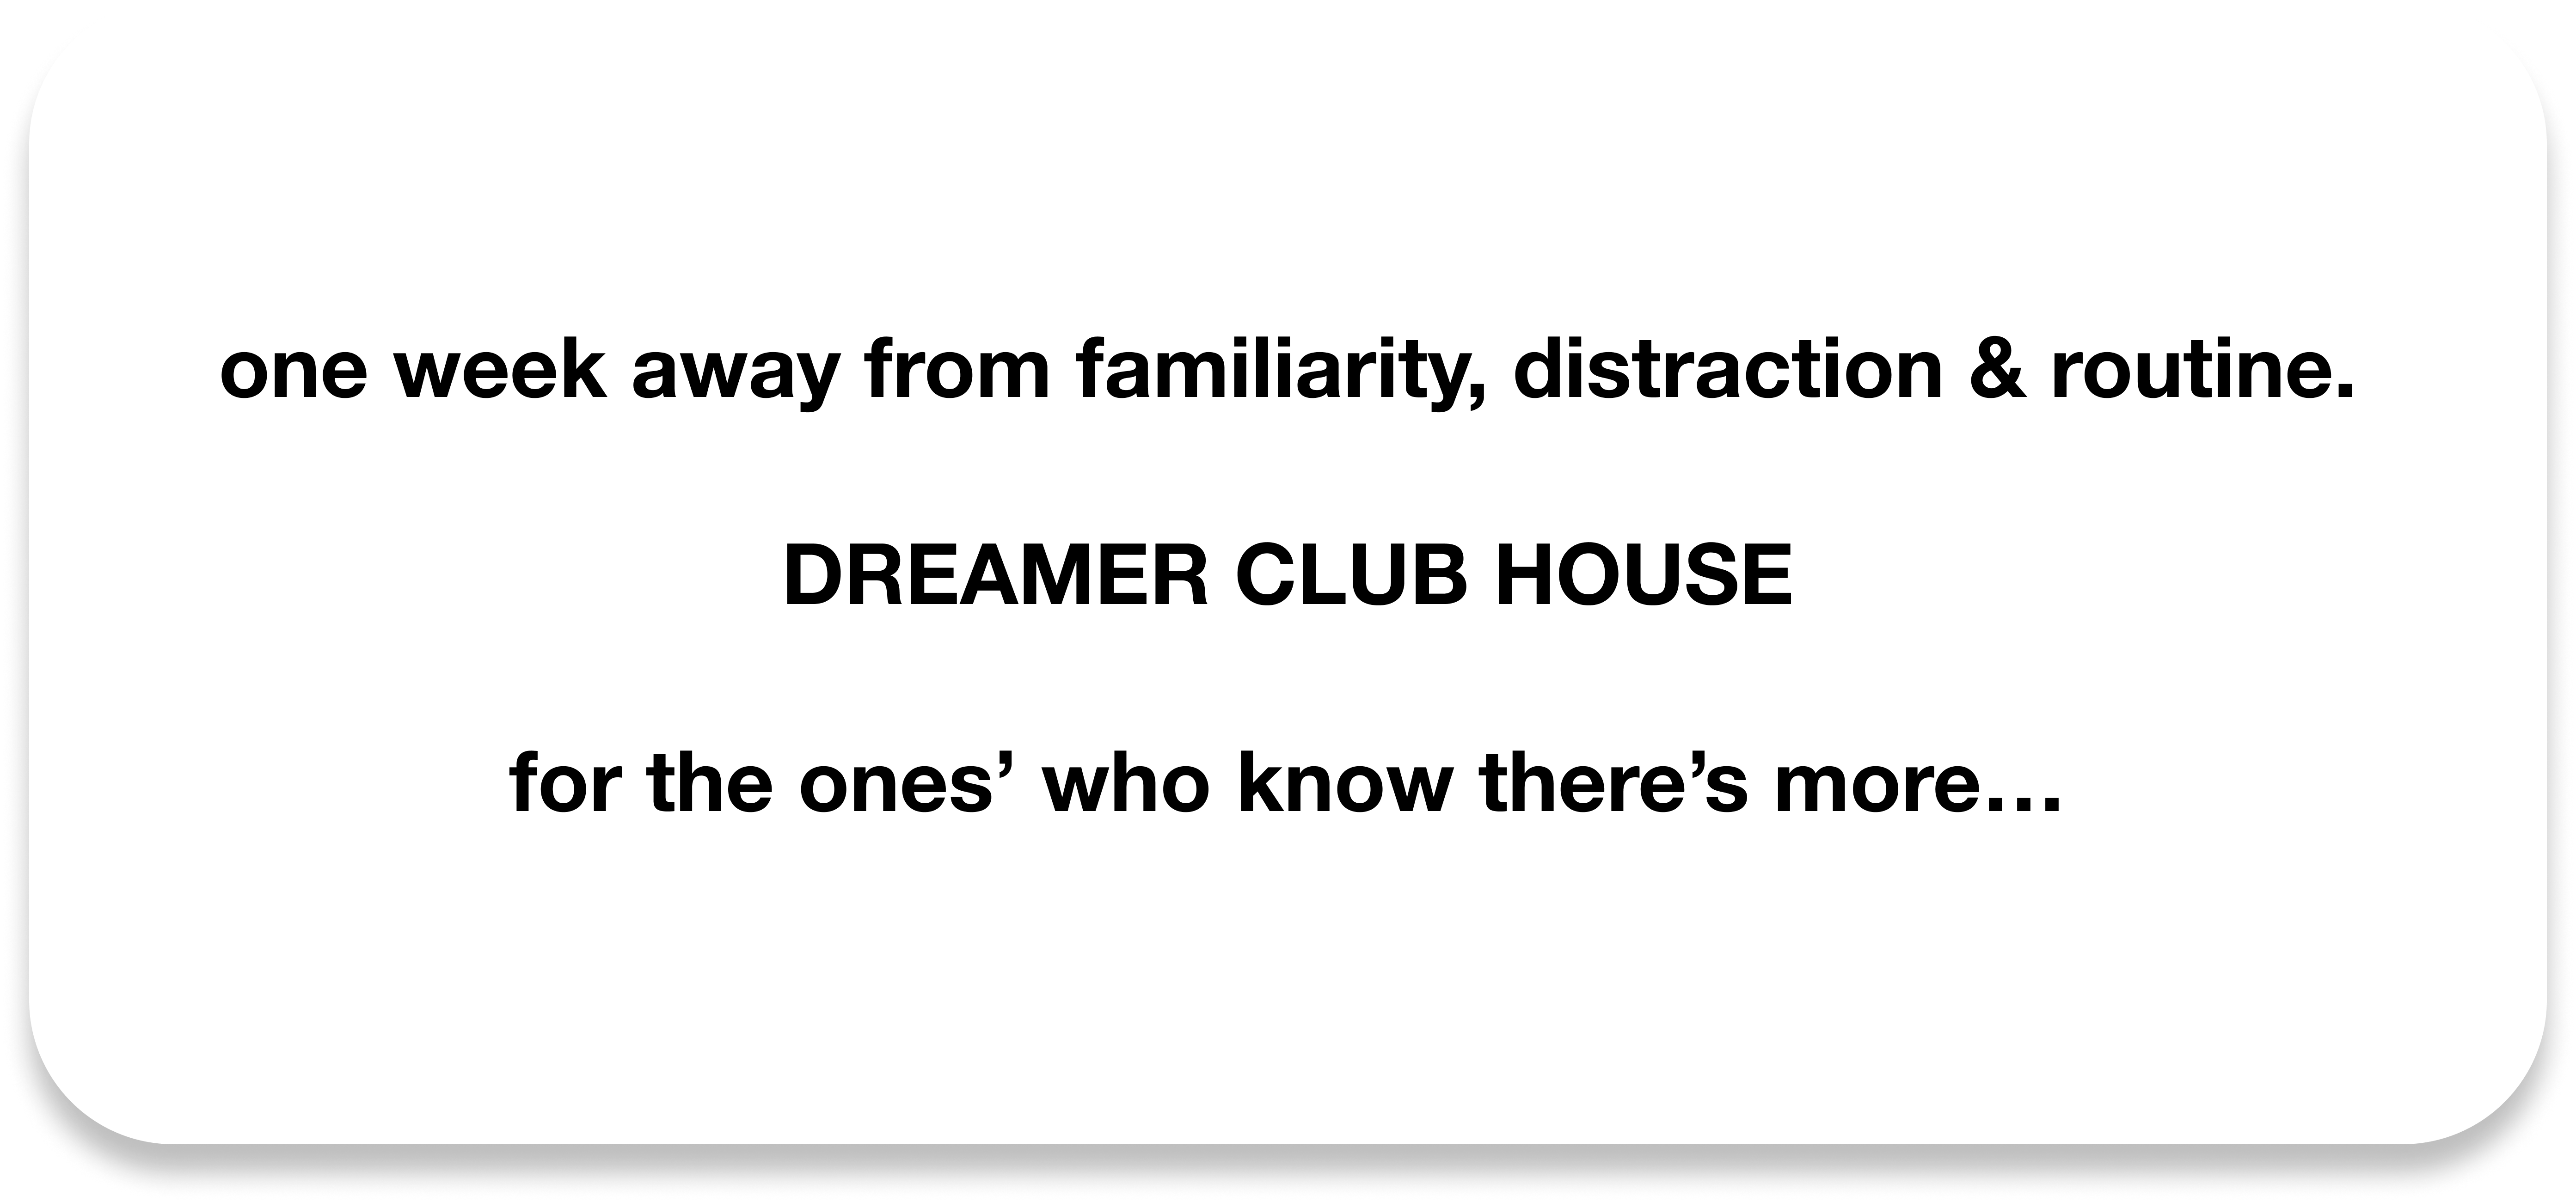 one week away from familiarity, distraction & routine.
DREAMER CLUB HOUSE
for the ones’ who know there’s more…